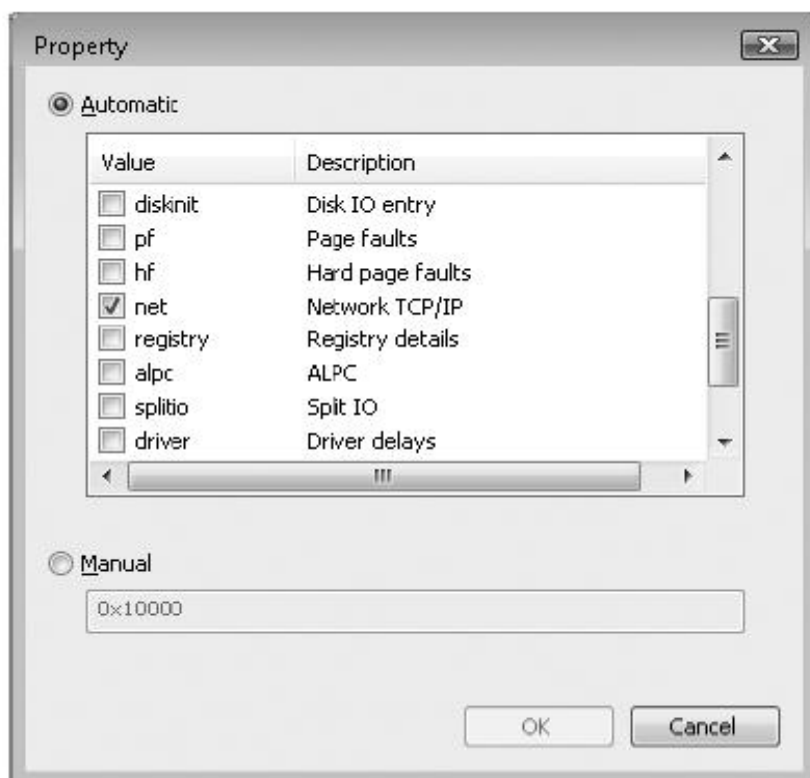 Property
Automatic
Value Description
diskinit Disk IO entry
pf Page faults
hf Hard page faults
net Network TCP/IP
registry Registry details
alpc ALPC
splitio Split IO
driver Driver delays
Manual
0x10000
OK Cancel